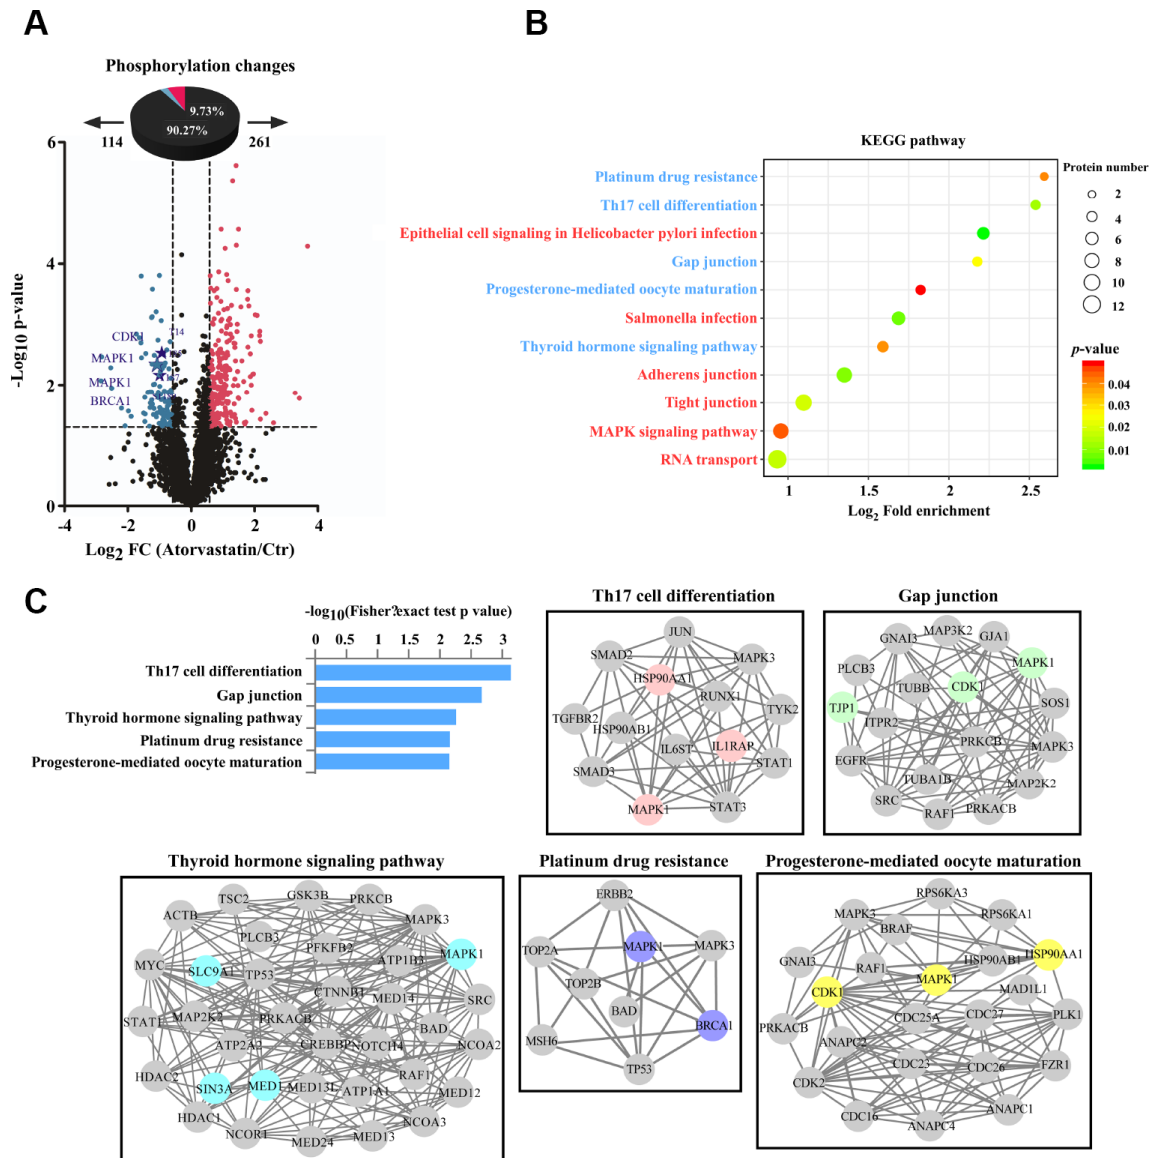 A
B
Phosphorylation changes
9.73%
90.27%
114
261
6
4
2
0
-Log10 p-value
CDK1
MAPK1
MAPK1
BRCA1
-4
-2
0
2
4
Log2 FC (Atorvastatin/Ctr)
KEGG pathway
Platinum drug resistance
Th17 cell differentiation
Epithelial cell signaling in Helicobacter pylori infection
Gap junction
Progesterone-mediated oocyte maturation
Salmonella infection
Thyroid hormone signaling pathway
Adherens junction
Tight junction
MAPK signaling pathway
RNA transport
1
1.5
2
2.5
Log2 Fold enrichment
Protein number
2
4
6
8
10
12
p-value
0.04
0.03
0.02
0.01
C
-log10(Fisher?exact test p value)
0 0.5 1 1.5 2 2.5 3
Th17 cell differentiation
Gap junction
Thyroid hormone signaling pathway
Platinum drug resistance
Progesterone-mediated oocyte maturation
Th17 cell differentiation
JUN
SMAD2
MAPK3
HSP90AA1
RUNX1
TGFBR2
TYK2
HSP90AB1
IL6ST
IL1RAP
SMAD3
STAT1
MAPK1
STAT3
Gap junction
MAP3K2
GNAI3
GJA1
PLCB3
MAPK1
TUBB
CDK1
TJP1
SOS1
ITPR2
PRKCB
MAPK3
EGFR
TUBA1B
MAP2K2
SRC
RAF1
PRKACB
Thyroid hormone signaling pathway
TSC2
GSK3B
PRKCB
ACTB
MAPK3
PLCB3
PFKFB2
MAPK1
MYC
SLC9A1
TP53
ATP1B3
CTNNB1
MED14
SRC
STAT1
MAP2K2
PRKACB
BAD
ATP2A2
CREBBP
NOTCH4
NCOA2
HDAC2
RAF1
SIN3A
MED1
MED13L
ATP1A1
MED12
HDAC1
NCOR1
MED24
MED13
NCOA3
Platinum drug resistance
ERBB2
TOP2A
MAPK1
MAPK3
TOP2B
BAD
BRCA1
MSH6
TP53
Progesterone-mediated oocyte maturation
RPS6KA3
MAPK3
RPS6KA1
BRAF
GNAI3
RAF1
HSP90AB1
HSP90AA1
CDK1
MAPK1
MAD1L1
PRKACB
CDC25A
CDC27
PLK1
ANAPC2
CDC23
CDC26
FZR1
CDK2
CDC16
ANAPC4
ANAPC1